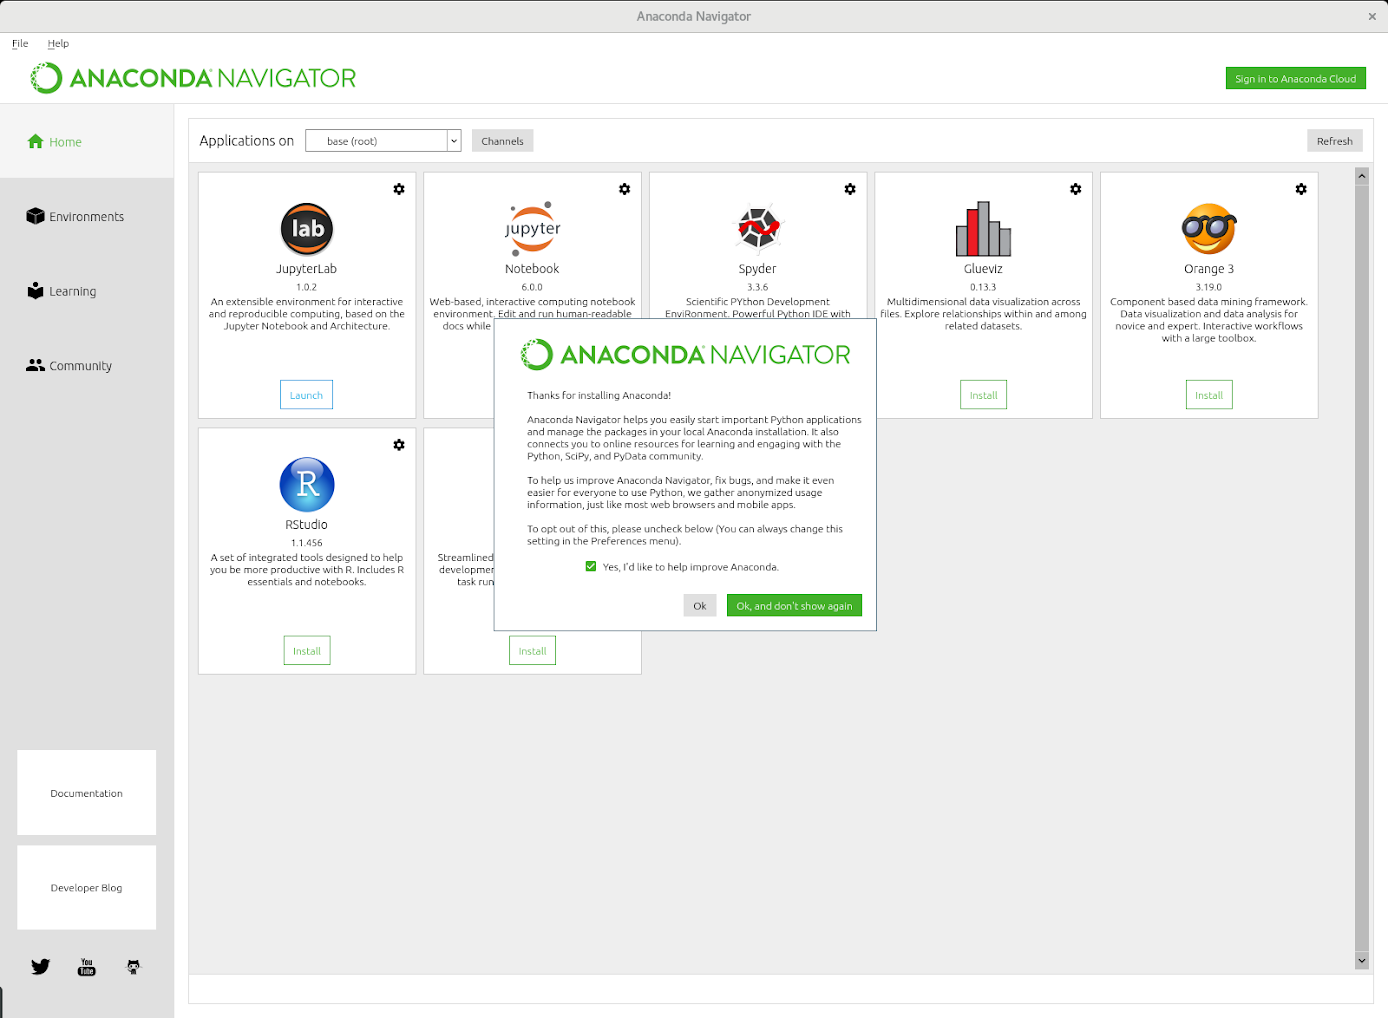 Anaconda Navigator
File Help
ANACONDA NAVIGATOR
Sign in to Anaconda Cloud
Home
Environments
Learning
Community
Documentation
Developer Blog
You
Tube
Applications on base (root) Channels Refresh
lab
JupyterLab
1.0.2
An extensible environment for interactive
and reproducible computing, based on the
Jupyter Notebook and Architecture.
Launch
jupyter
Notebook
6.0.0
Web-based, interactive computing notebook
environment. Edit and run human-readable
docs while
Spyder
3.3.6
Scientific PYthon Development
EnviRonment. Powerful Python IDE with
Glueviz
0.13.3
Multidimensional data visualization across
files. Explore relationships within and among
related datasets.
Install
Orange 3
3.19.0
Component based data mining framework.
Data visualization and data analysis for
novice and expert. Interactive workflows
with a large toolbox.
Install
R
RStudio
1.1.456
A set of integrated tools designed to help
you be more productive with R. Includes R
essentials and notebooks.
Install
Streamlined
developmen
task run
Install
ANACONDA NAVIGATOR
Thanks for installing Anaconda!
Anaconda Navigator helps you easily start important Python applications
and manage the packages in your local Anaconda installation. It also
connects you to online resources for learning and engaging with the
Python, SciPy, and PyData community.
To help us improve Anaconda Navigator, fix bugs, and make it even
easier for everyone to use Python, we gather anonymized usage
information, just like most web browsers and mobile apps.
To opt out of this, please uncheck below (You can always change this
setting in the Preferences menu).
Yes, I'd like to help improve Anaconda.
Ok
Ok, and don't show again